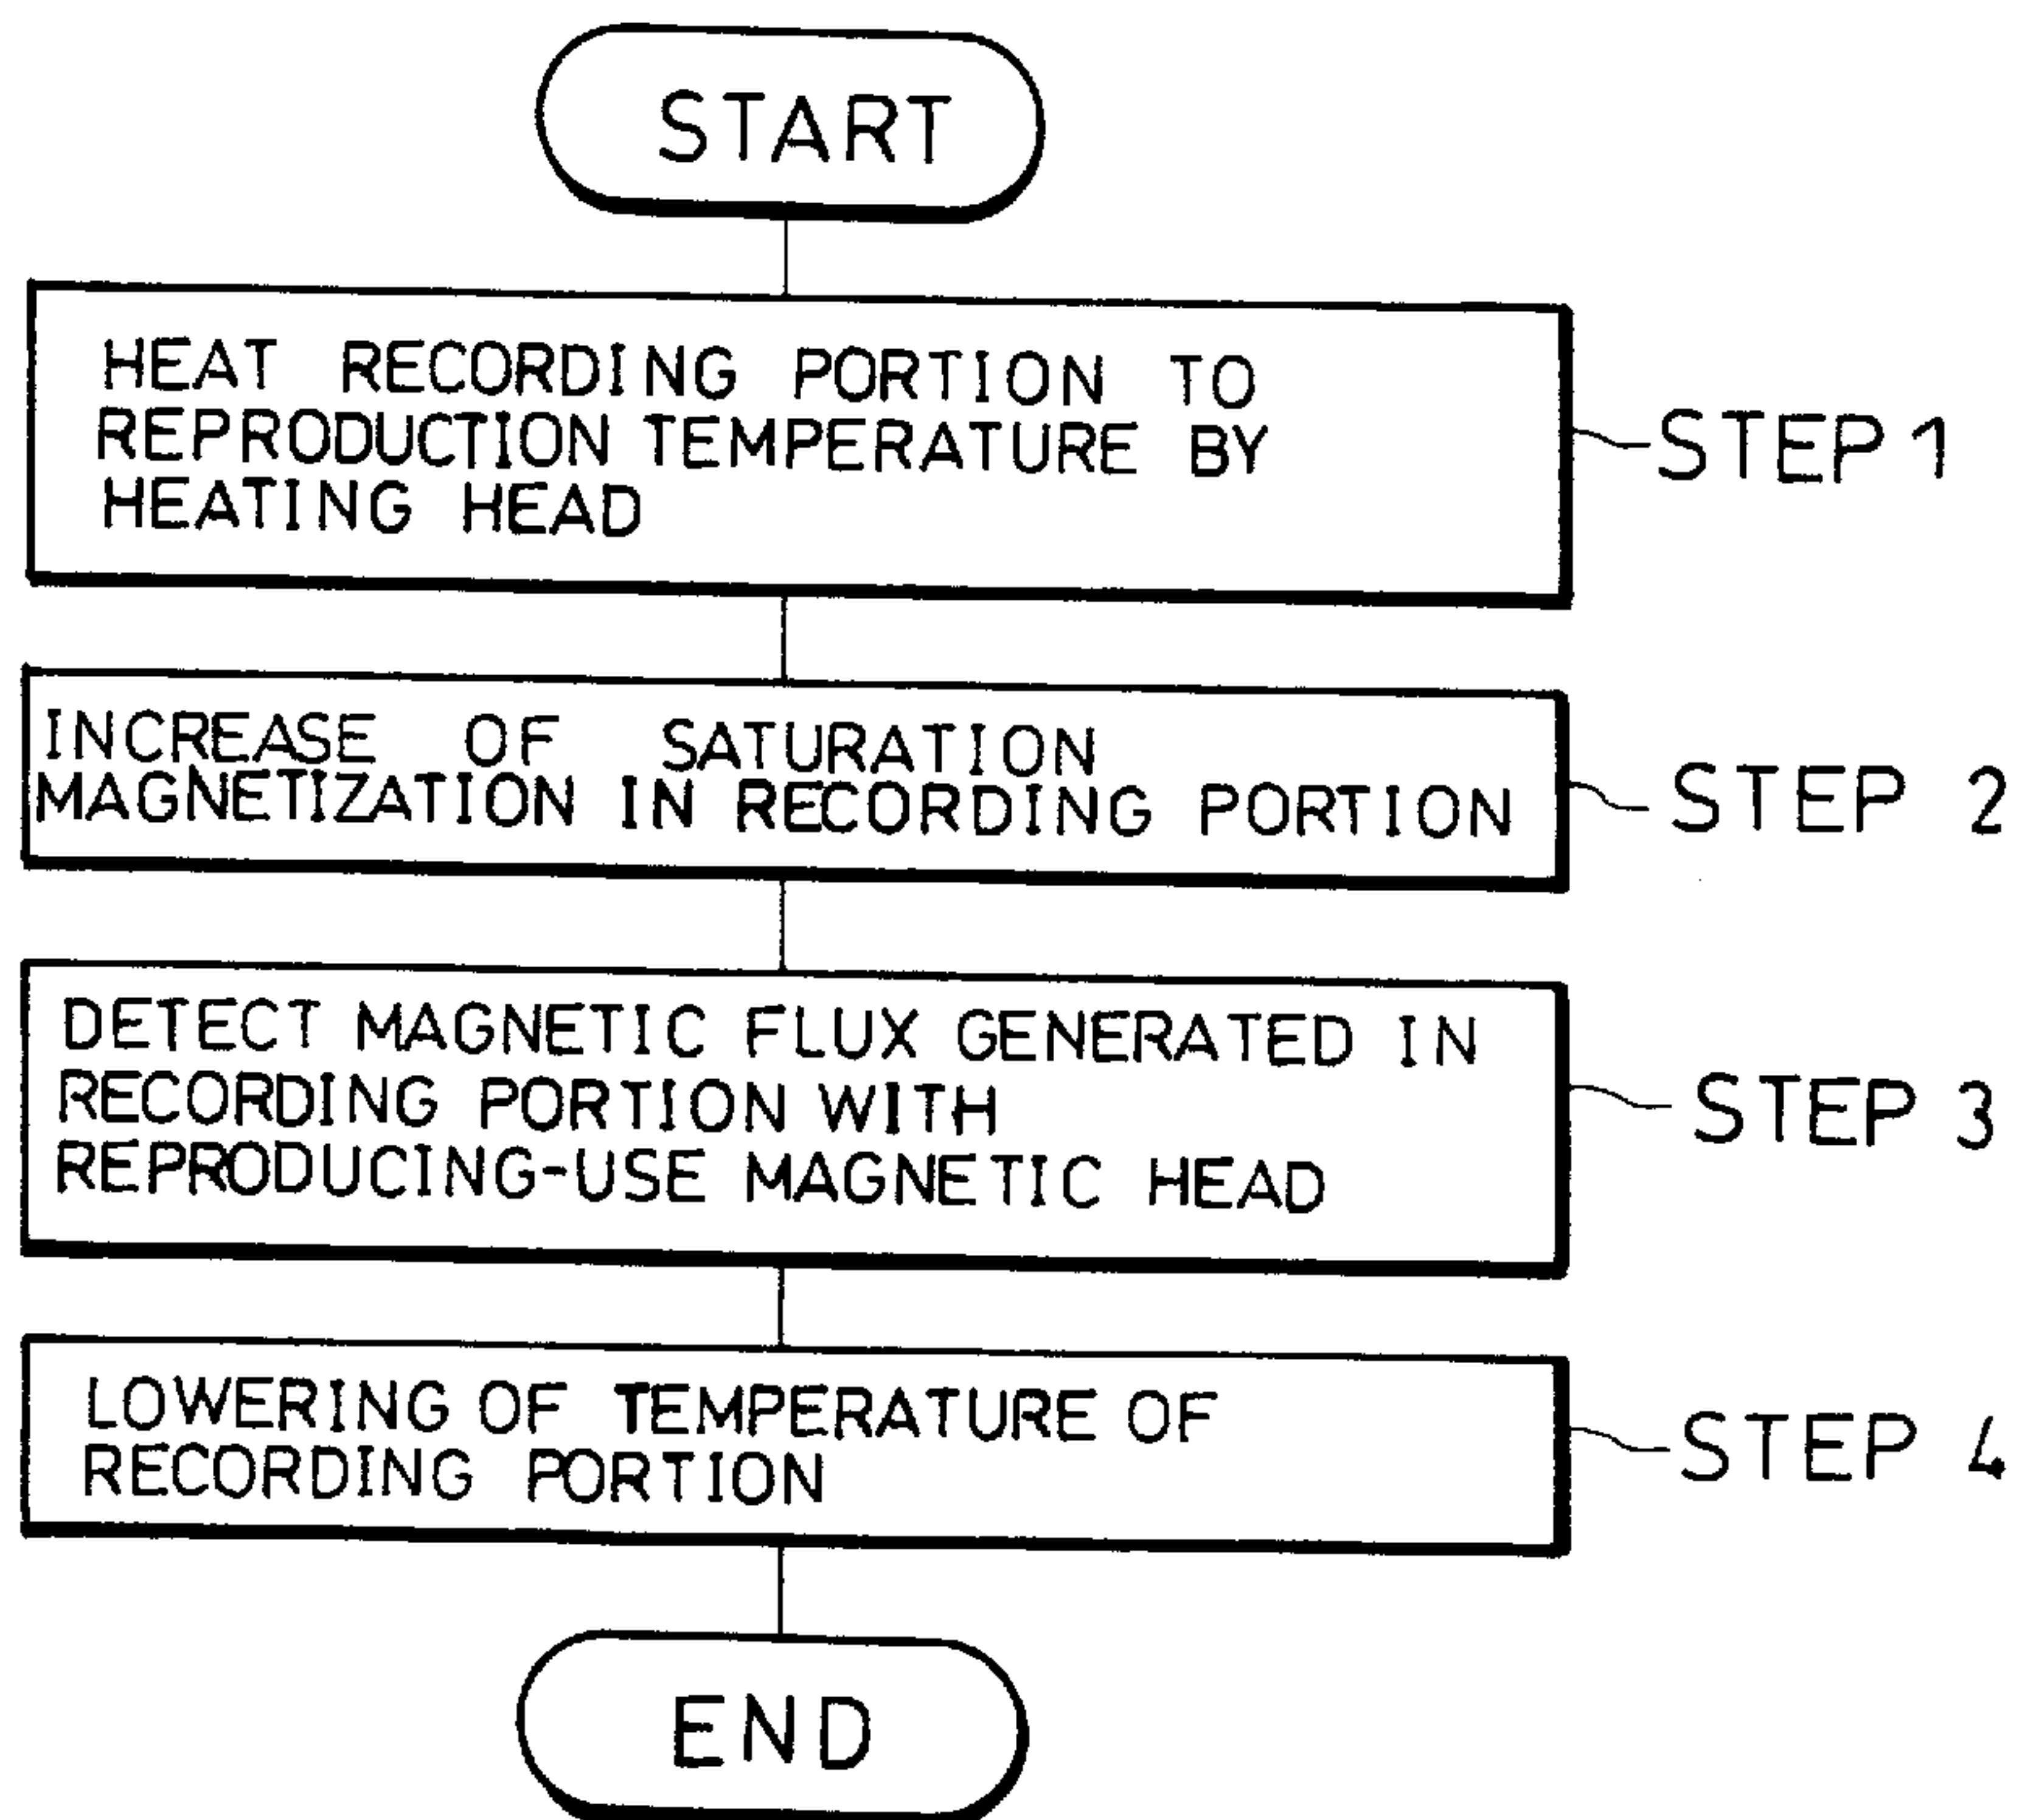 START
HEAT RECORDING PORTION TO
REPRODUCTION TEMPERATURE BY
HEATING HEAD
STEP 1
INCREASE OF SATURATION
MAGNETIZATION IN RECORDING PORTION
STEP 2
DETECT MAGNETIC FLUX GENERATED IN
RECORDING PORTION WITH
REPRODUCING-USE MAGNETIC HEAD
STEP 3
LOWERING OF TEMPERATURE OF
RECORDING PORTION
STEP 4
END